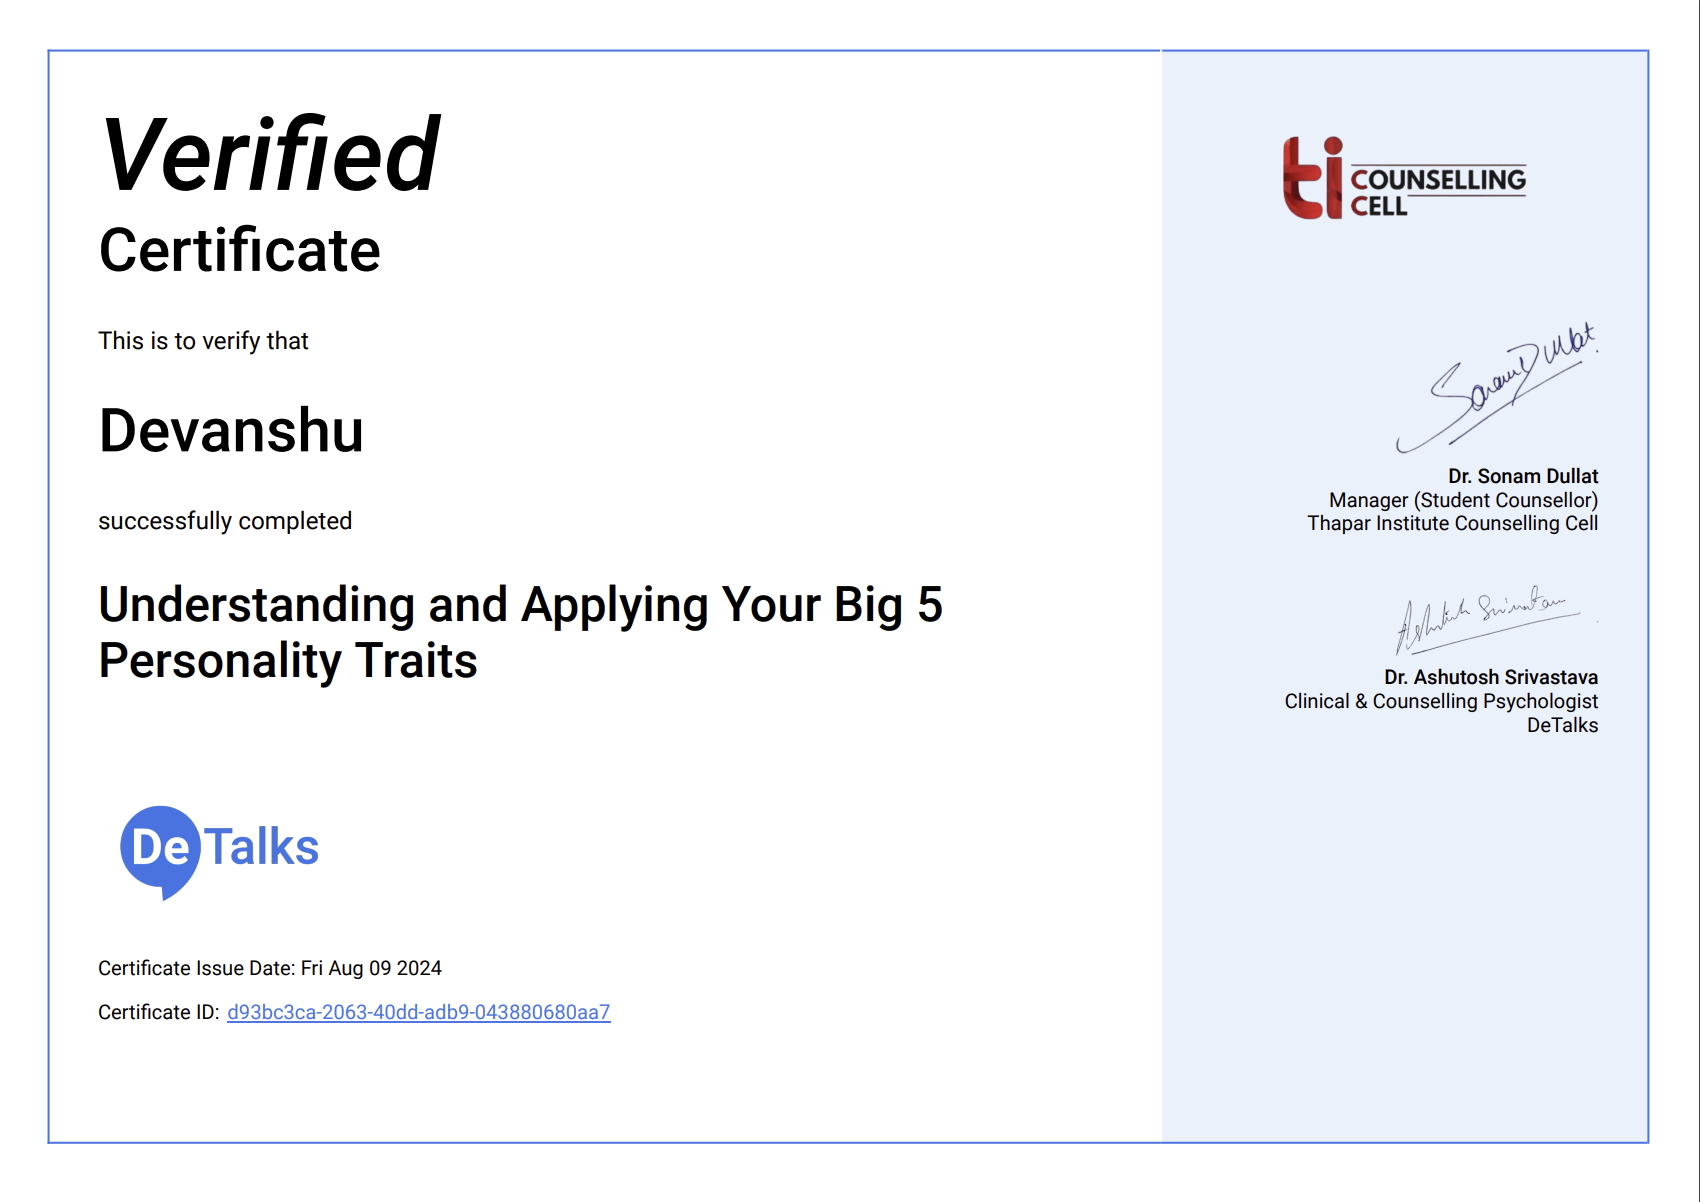 Verified
Certificate
This is to verify that
Devanshu
successfully completed
Understanding and Applying Your Big 5
Personality Traits
DeTalks
Certificate Issue Date: Fri Aug 09 2024
Certificate ID: d93bc3ca-2063-40dd-adb9-043880680aa7
ti COUNSELLING
CELL
Sonam Dullat
Dr. Sonam Dullat
Manager (Student Counsellor)
Thapar Institute Counselling Cell
Ashutosh Srivastava
Dr. Ashutosh Srivastava
Clinical & Counselling Psychologist
DeTalks